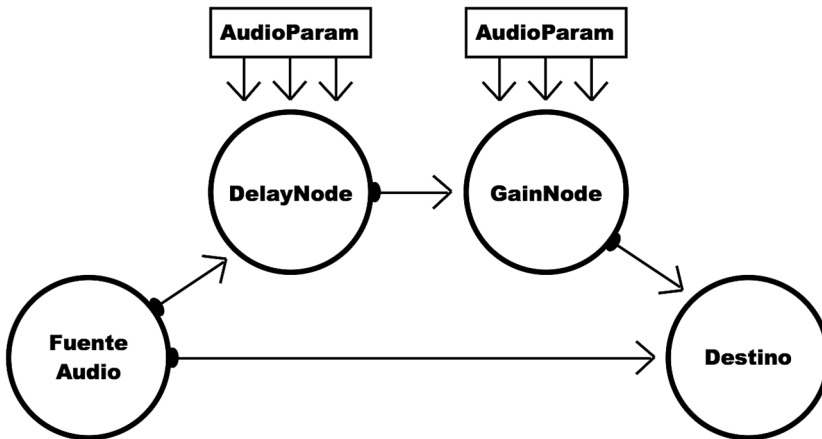 AudioParam
AudioParam
DelayNode
GainNode
Fuente
Audio
Destino